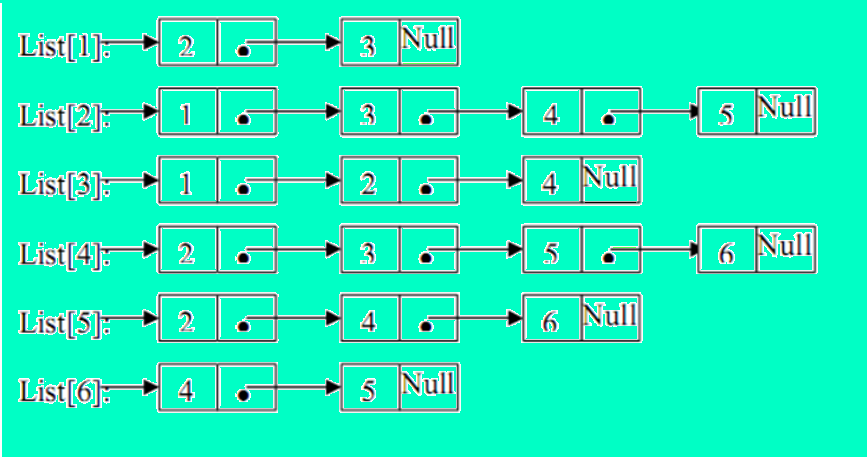 List[1]: 2 3 Null
List[2]: 1 3 4 5 Null
List[3]: 1 2 4 Null
List[4]: 2 3 5 6 Null
List[5]: 2 4 6 Null
List[6]: 4 5 Null